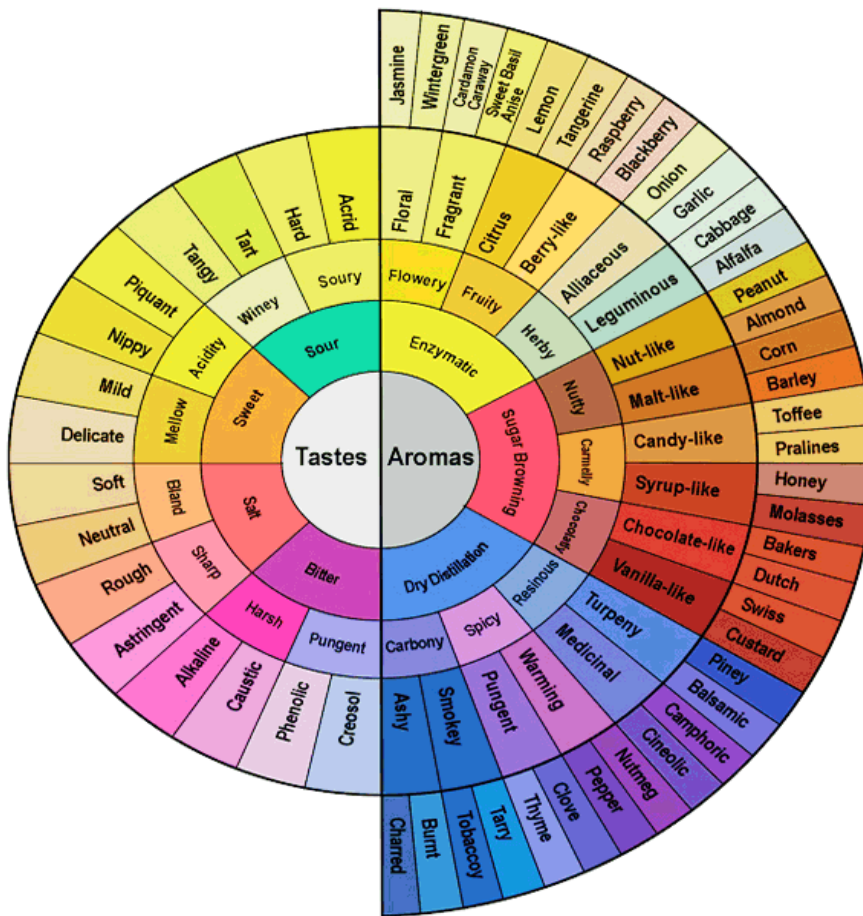 Tastes
Aromas
Sour
Sweet
Salt
Bitter
Soury
Winey
Acidity
Mellow
Bland
Sharp
Harsh
Pungent
Acrid
Hard
Tart
Tangy
Piquant
Nippy
Mild
Delicate
Soft
Neutral
Rough
Astringent
Alkaline
Caustic
Phenolic
Creosol
Enzymatic
Sugar Browning
Dry Distillation
Flowery
Fruity
Herby
Nutty
Carmelly
Chocolady
Resinous
Spicy
Carbony
Floral
Fragrant
Citrus
Berry-like
Alliaceous
Leguminous
Nut-like
Malt-like
Candy-like
Syrup-like
Chocolate-like
Vanilla-like
Turpeny
Medicinal
Warming
Pungent
Smokey
Ashy
Jasmine
Wintergreen
Cardamon
Caraway
Sweet Basil
Anise
Lemon
Tangerine
Raspberry
Blackberry
Onion
Garlic
Cabbage
Alfalfa
Peanut
Almond
Corn
Barley
Toffee
Pralines
Honey
Molasses
Bakers
Dutch
Swiss
Custard
Piney
Balsamic
Camphoric
Cineolic
Nutmeg
Pepper
Clove
Thyme
Tarry
Tobaccoy
Burnt
Charred